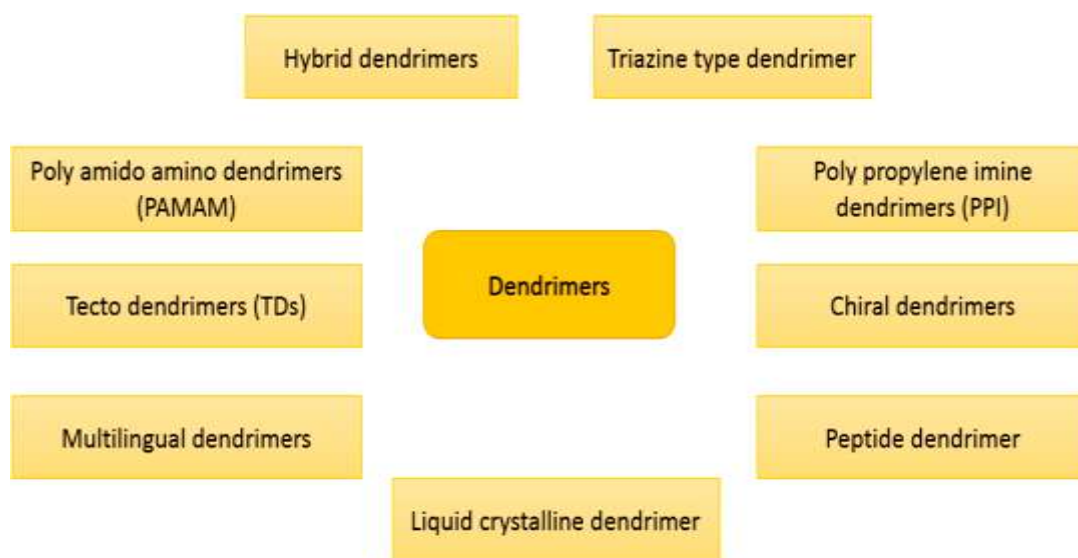 Hybrid dendrimers
Triazine type dendrimer
Poly amido amino dendrimers
(PAMAM)
Poly propylene imine
dendrimers (PPI)
Dendrimers
Tecto dendrimers (TDs)
Chiral dendrimers
Multilingual dendrimers
Peptide dendrimer
Liquid crystalline dendrimer